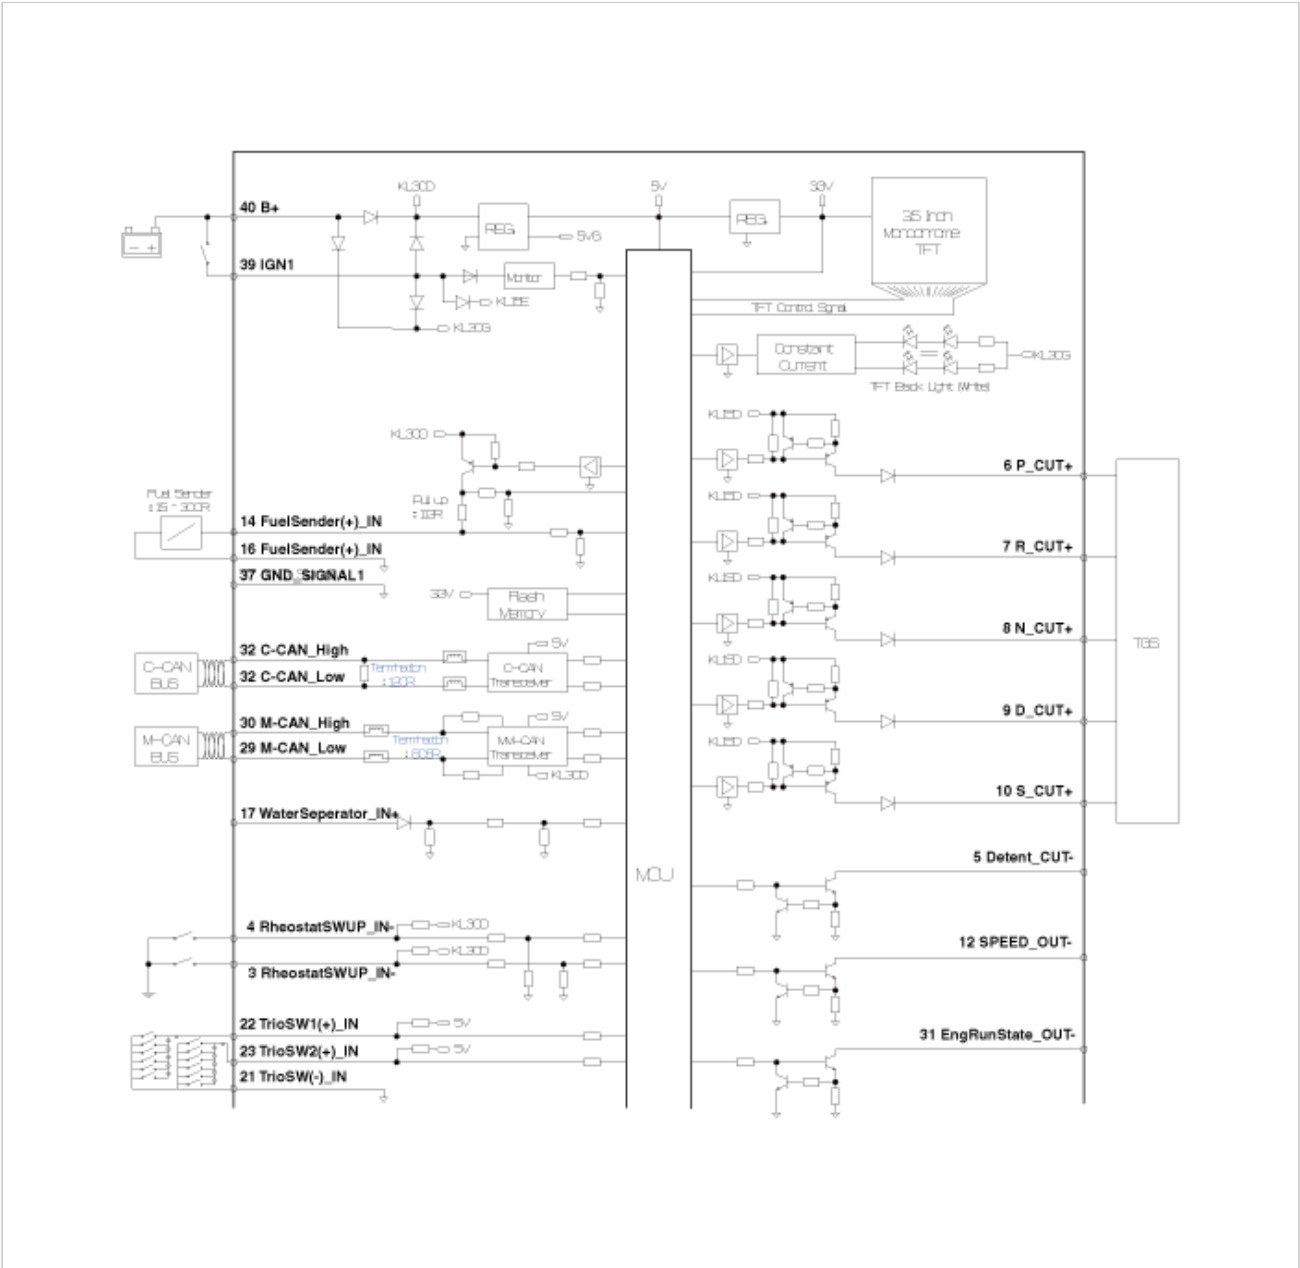 40 B+
KL30D
REG.
5VG
5V
REG.
3.3V
3.5 Inch
Monochrome
TFT
39 IGN1
Monitor
KL15E
KL30G
TFT Control Signal
Constant
Current
KL30G
TFT Back Light (White)
KL30D
Pull up
Fuel Sender
14 FuelSender(+)_IN
16 FuelSender(+)_IN
37 GND_SIGNAL1
3.3V
Flash
Memory
C-CAN
BUS
32 C-CAN_High
32 C-CAN_Low
Termination
: 120R
5V
C-CAN
Transceiver
M-CAN
BUS
30 M-CAN_High
29 M-CAN_Low
Termination
5V
MM-CAN
Transceiver
KL30D
17 WaterSeperator_IN+
MCU
4 RheostatSWUP_IN-
KL30D
KL30D
3 RheostatSWUP_IN-
22 TrioSW1(+)_IN
5V
23 TrioSW2(+)_IN
5V
21 TrioSW(-)_IN
KL15D
6 P_CUT+
KL15D
7 R_CUT+
KL15D
8 N_CUT+
TGS
KL15D
9 D_CUT+
KL15D
10 S_CUT+
5 Detent_CUT-
12 SPEED_OUT-
31 EngRunState_OUT-